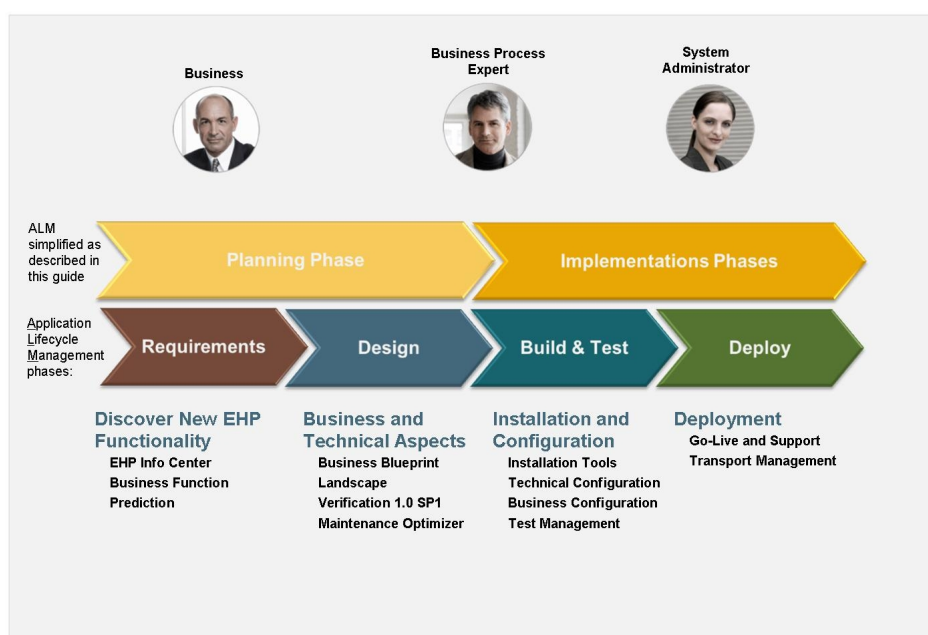 Business
Business Process
Expert
System
Administrator
ALM
simplified as
described in
this guide
Planning Phase
Implementations Phases
Application
Lifecycle
Management
phases:
Requirements
Design
Build & Test
Deploy
Discover New EHP
Functionality
EHP Info Center
Business Function
Prediction
Business and
Technical Aspects
Business Blueprint
Landscape
Verification 1.0 SP1
Maintenance Optimizer
Installation and
Configuration
Installation Tools
Technical Configuration
Business Configuration
Test Management
Deployment
Go-Live and Support
Transport Management